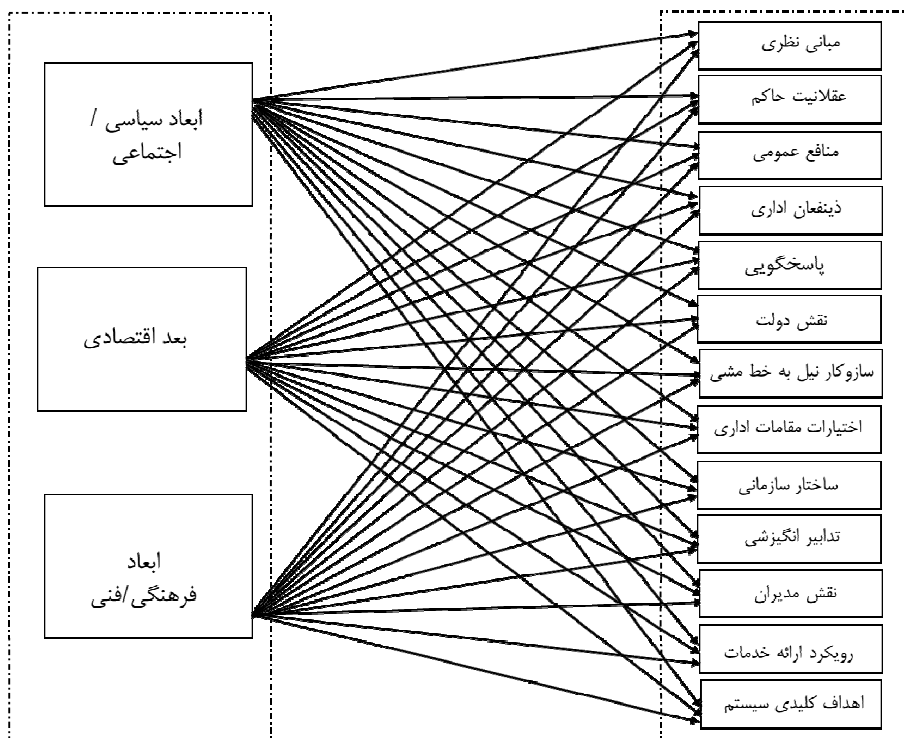 مبانی نظری
عقلانیت حاکم
منافع عمومی
ذینفعان اداری
پاسخگویی
نقش دولت
سازوکار نیل به خط مشی
اختیارات مقامات اداری
ساختار سازمانی
تدابیر انگیزشی
نقش مدیران
رویکرد ارائه خدمات
اهداف کلیدی سیستم
ابعاد سیاسی /
اجتماعی
بعد اقتصادی
ابعاد
فرهنگی/فنی